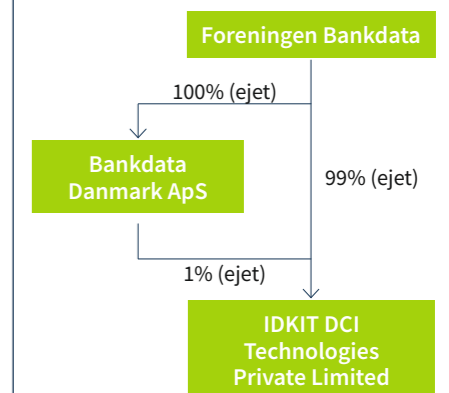 Foreningen Bankdata
100% (ejet)
Bankdata
Danmark ApS
99% (ejet)
1% (ejet)
IDKIT DCI
Technologies
Private Limited